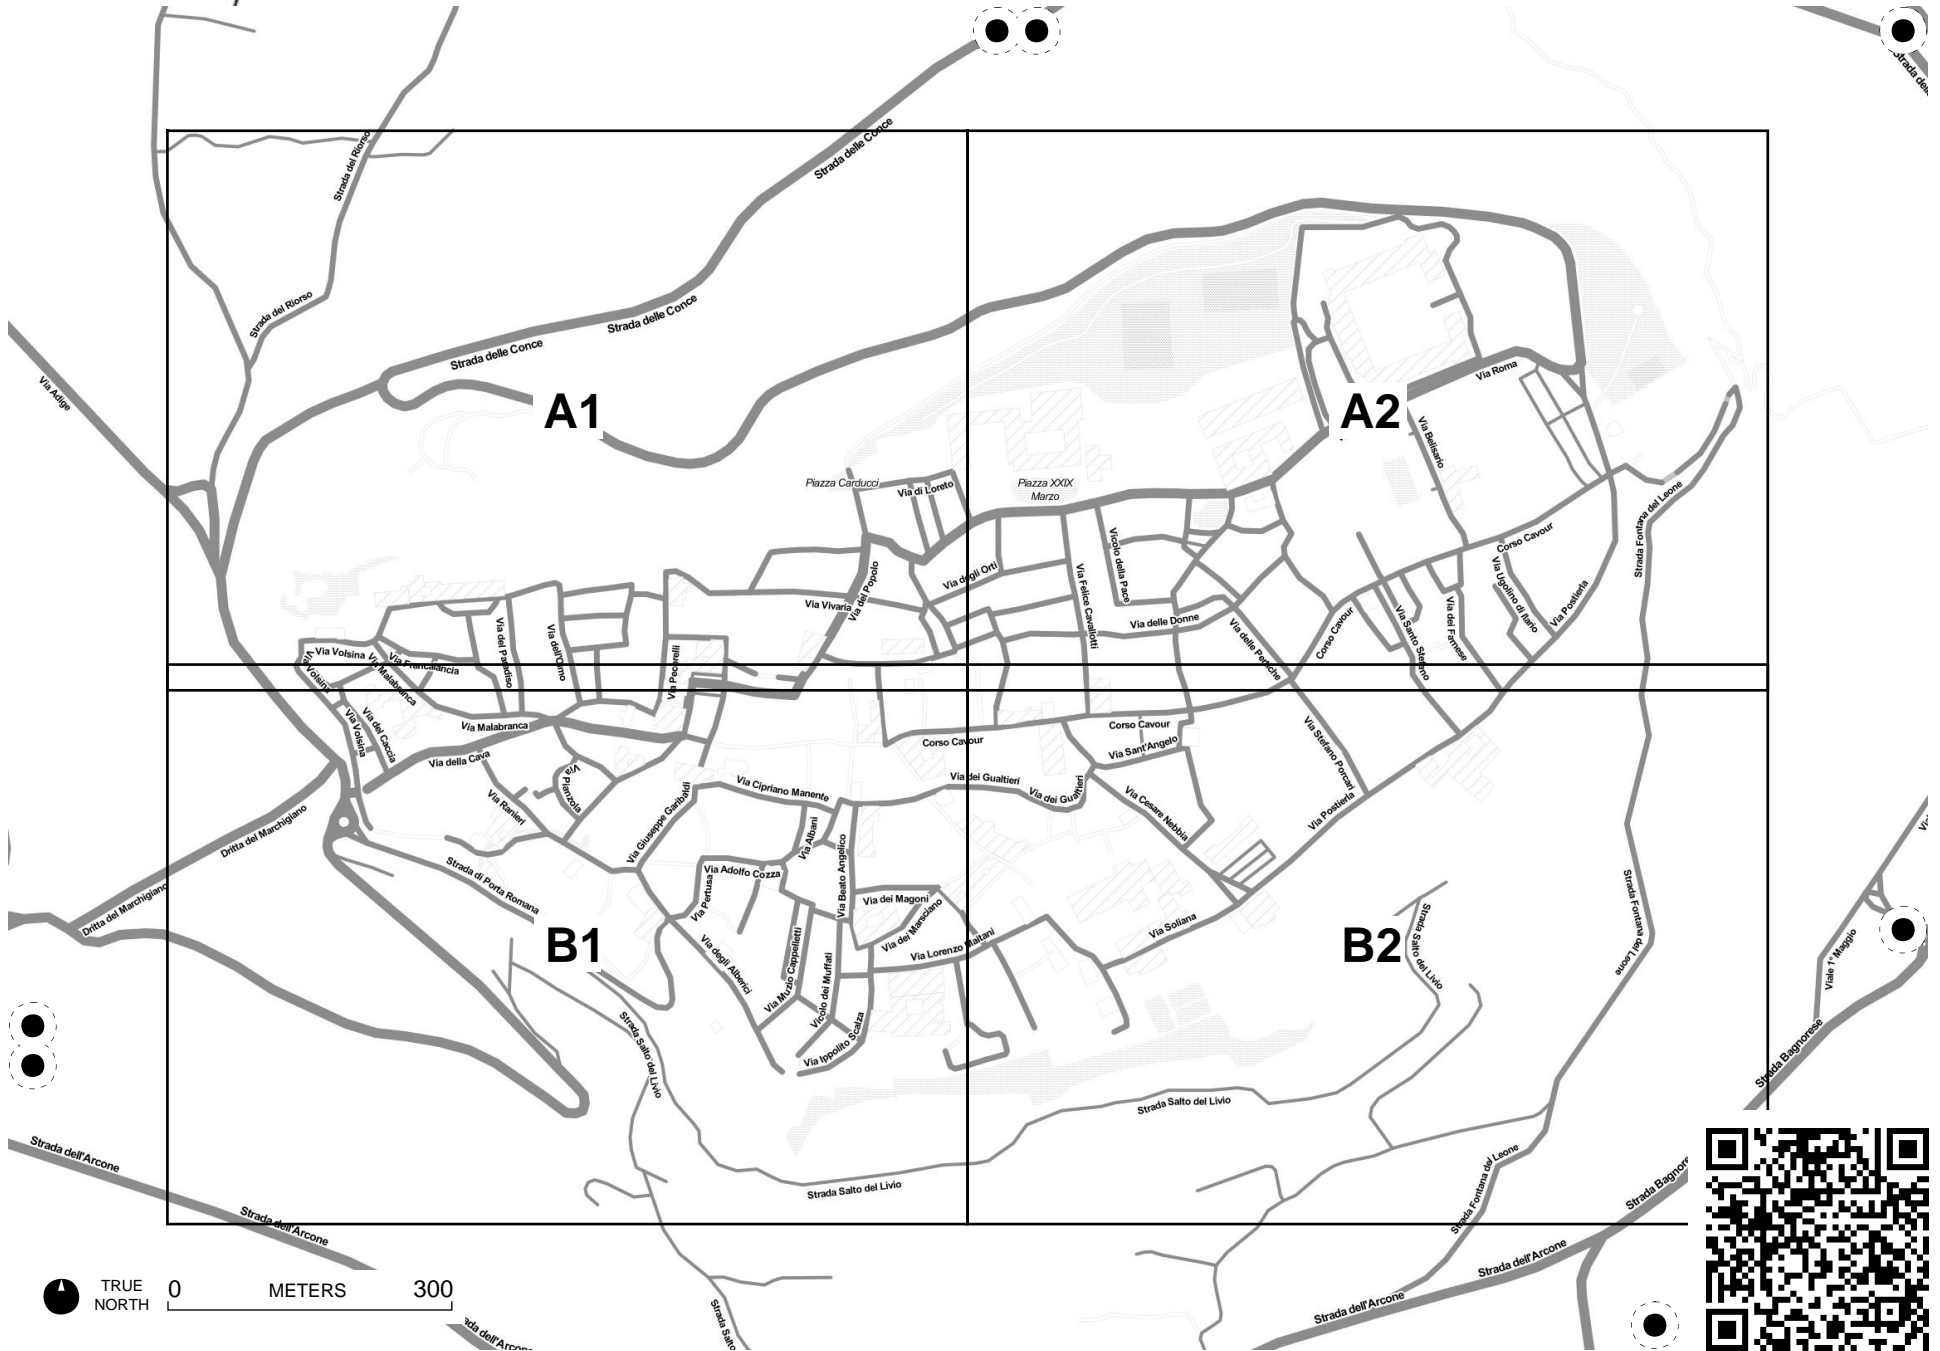 Strada delle Conce
Strada del Riorso
Strada del Riorso
Strada delle Conce
Strada delle Conce
Via Adige
A1
A2
Via Roma
Via Belisario
Piazza Carducci
Via di Loreto
Piazza XXIX
Marzo
Strada Fontana del Leone
Corso Cavour
Vicolo della Pace
Via degli Orti
Via Felice Cavallotti
Via del Popolo
Via Vivaria
Via Ugolino di Ilario
Via Postierla
Via dei Farnese
Via Santo Stefano
Via delle Donne
Via delle Pertiche
Corso Cavour
Via del Paradiso
Via dell'Olmo
Via Pecorelli
Via Volsina
Via Francalancia
Via Malabranca
Via Volsina
Via Volsina
Via del Caccia
Via Malabranca
Via della Cava
Corso Cavour
Corso Cavour
Via Sant'Angelo
Via Stefano Porcari
Via Pianzola
Via Ranieri
Via Giuseppe Garibaldi
Via Cipriano Manente
Via dei Gualtieri
Via dei Gualtieri
Via Cesare Nebbia
Via Postierla
Dritta del Marchigiano
Dritta del Marchigiano
Strada di Porta Romana
Via Albani
Via Beato Angelico
Via Adolfo Cozza
Via Pertusa
Via dei Magoni
Via dei Marsciano
Via Lorenzo Maitani
Via Soliana
Via degli Alberici
Via Muzio Cappelletti
Vicolo dei Muffati
Via Ippolito Scalza
B1
B2
Strada Salto del Livio
Strada Fontana del Leone
Viale 1° Maggio
Strada Bagnorese
Strada Salto del Livio
Strada Salto del Livio
Strada Salto del Livio
Strada Fontana del Leone
Strada dell'Arcone
Strada dell'Arcone
Strada dell'Arcone
Strada dell'Arcone
TRUE
NORTH
0 METERS 300